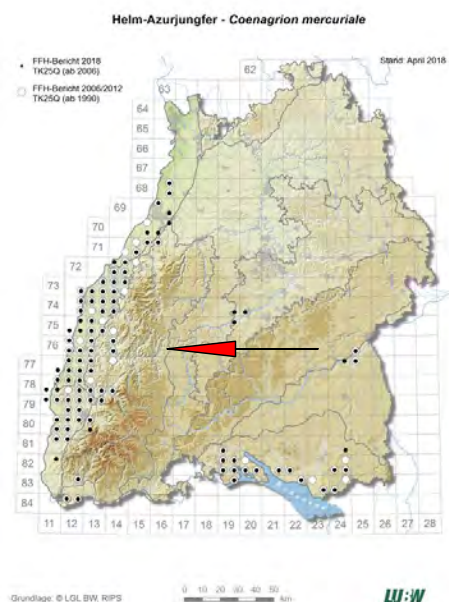 Helm-Azurjungfer - Coenagrion mercuriale
FFH-Bericht 2018
TK25Q (ab 2006)
FFH-Bericht 2006/2012
TK25Q (ab 1990)
Stand: April 2018
62
63
64
65
66
67
68
69
70
71
72
73
74
75
76
77
78
79
80
81
82
83
84
11 12 13 14 15 16 17 18 19 20 21 22 23 24 25 26 27 28
Grundlage: © LGL BW, RIPS
0 10 20 30 40 50
km
LU:W